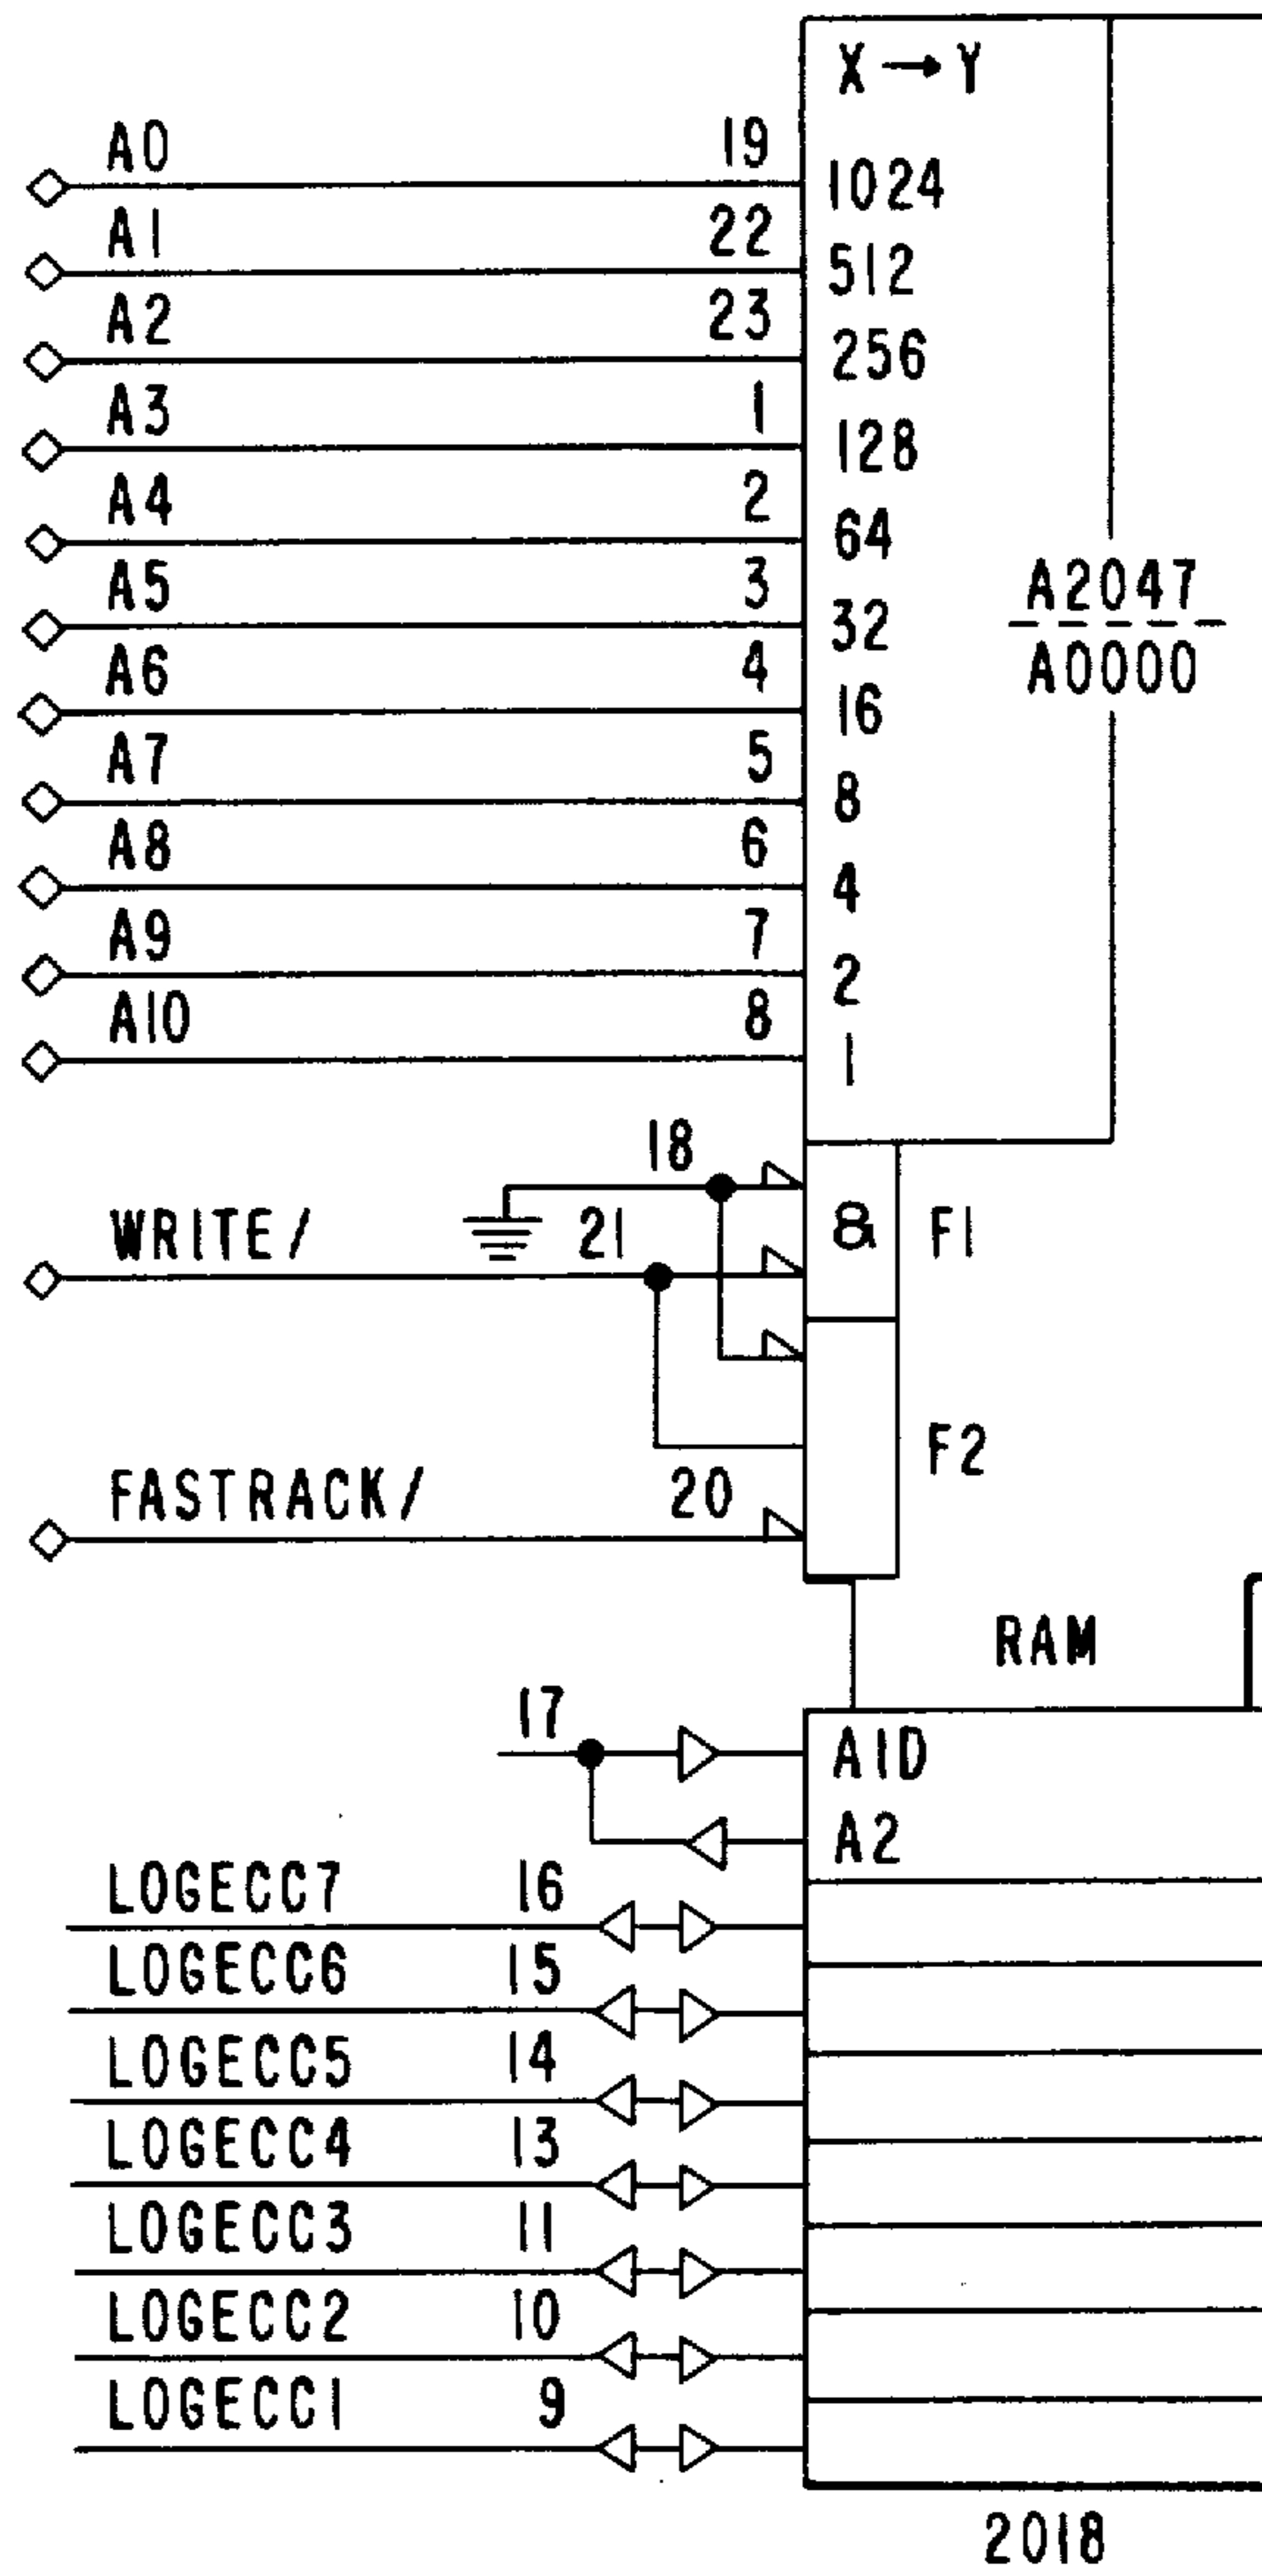 X → Y
A0 19 1024
A1 22 512
A2 23 256
A3 1 128
A4 2 64
A5 3 32
A2047
A6 4 16
A0000
A7 5 8
A8 6 4
A9 7 2
A10 8 1
18
WRITE/ 21 & F1
F2
FASTRACK/ 20
RAM
17 A1D
A2
LOGECC7 16
LOGECC6 15
LOGECC5 14
LOGECC4 13
LOGECC3 11
LOGECC2 10
LOGECC1 9
2018